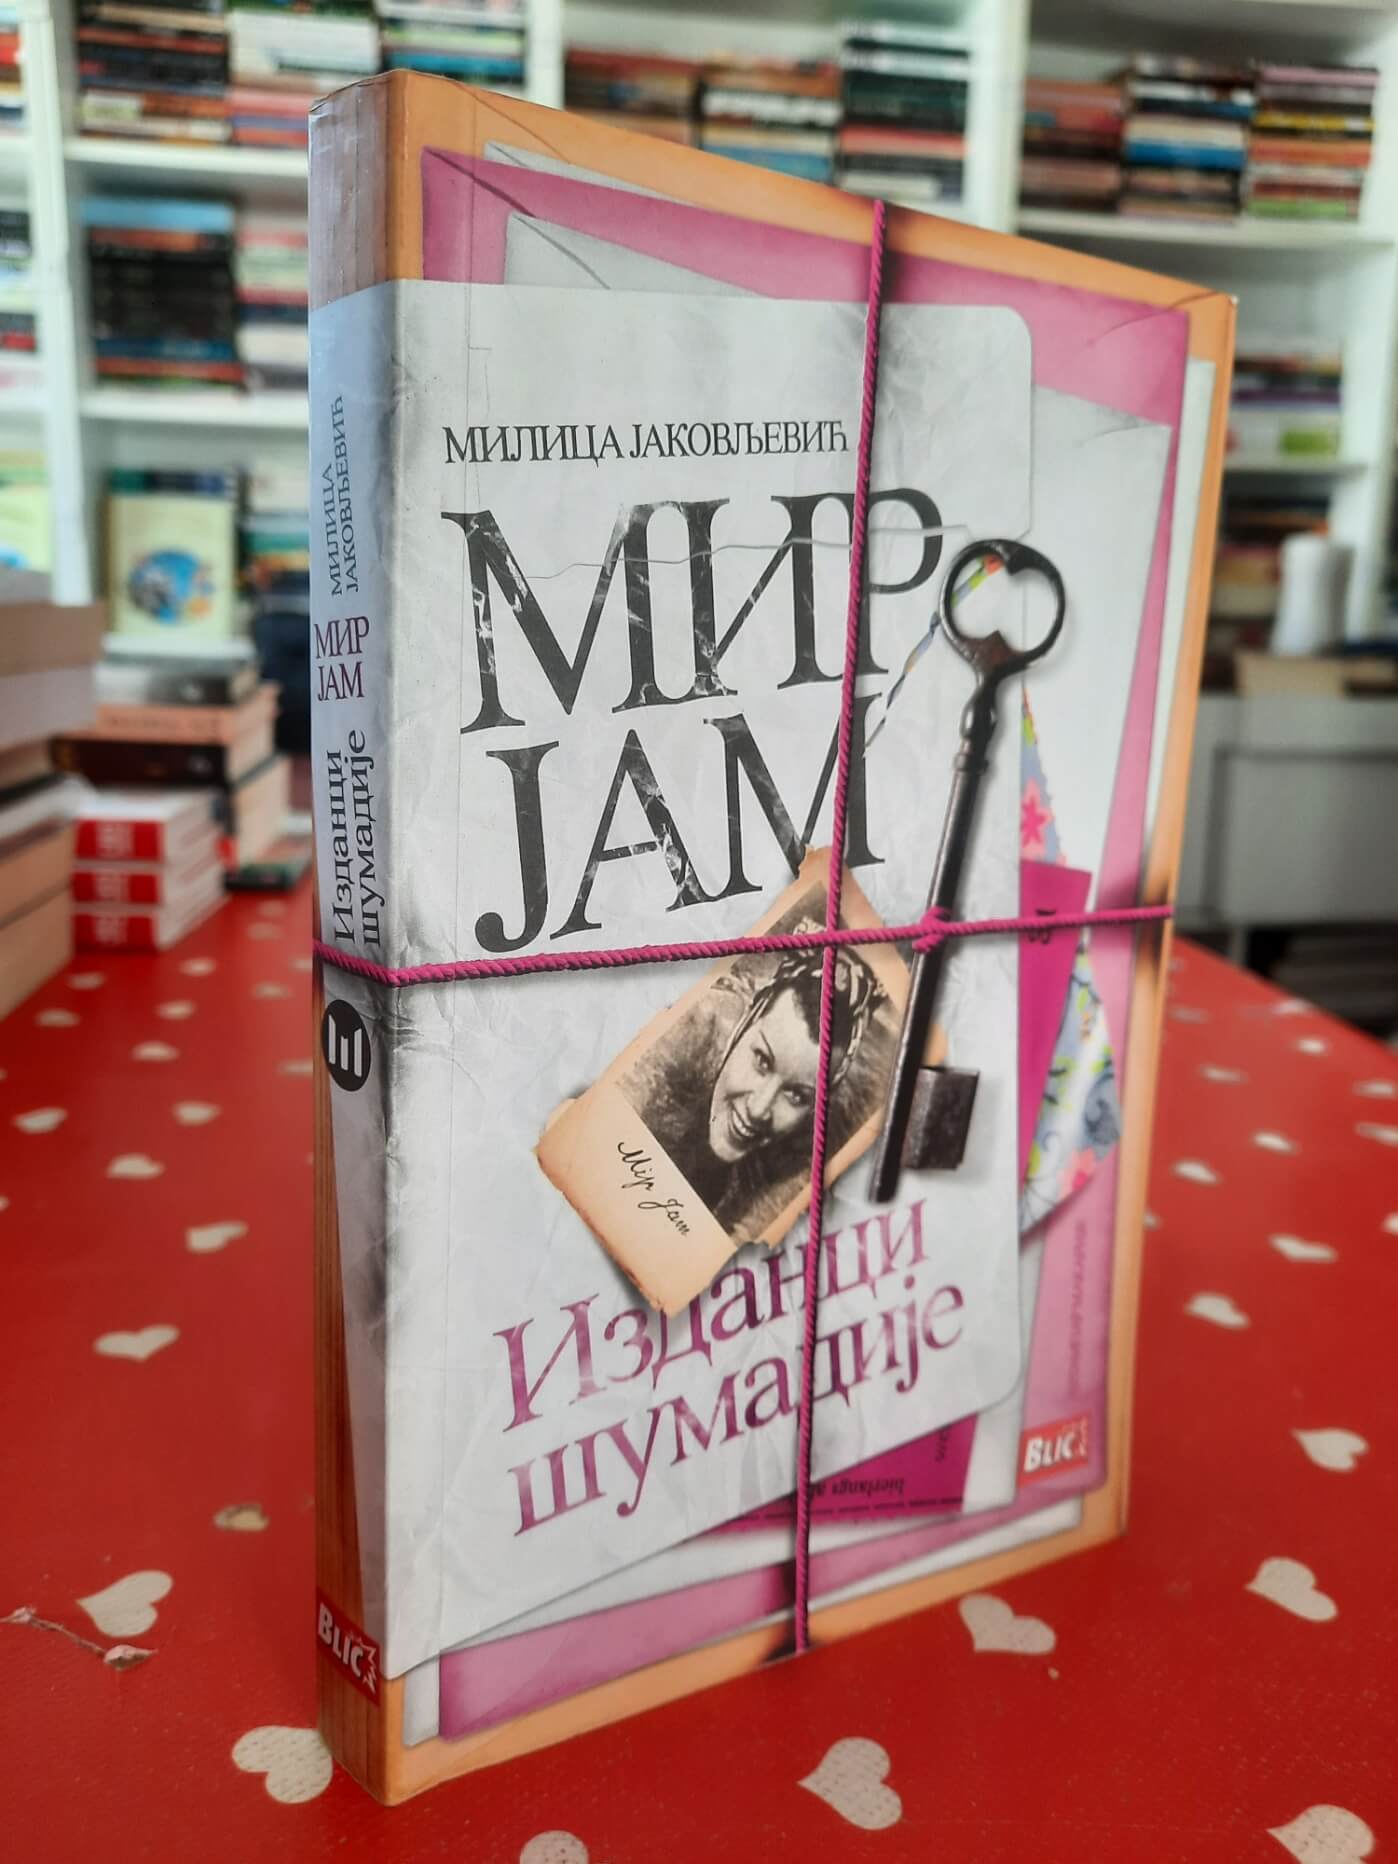 МИЛИЦА ЈАКОВЉЕВИЋ
МИР
ЈАМ
Мир Јам
Изданци
шумадије
BLIC
МИЛИЦА
ЈАКОВЉЕВИЋ
МИР
ЈАМ
Изданци
шумадије
BLIC